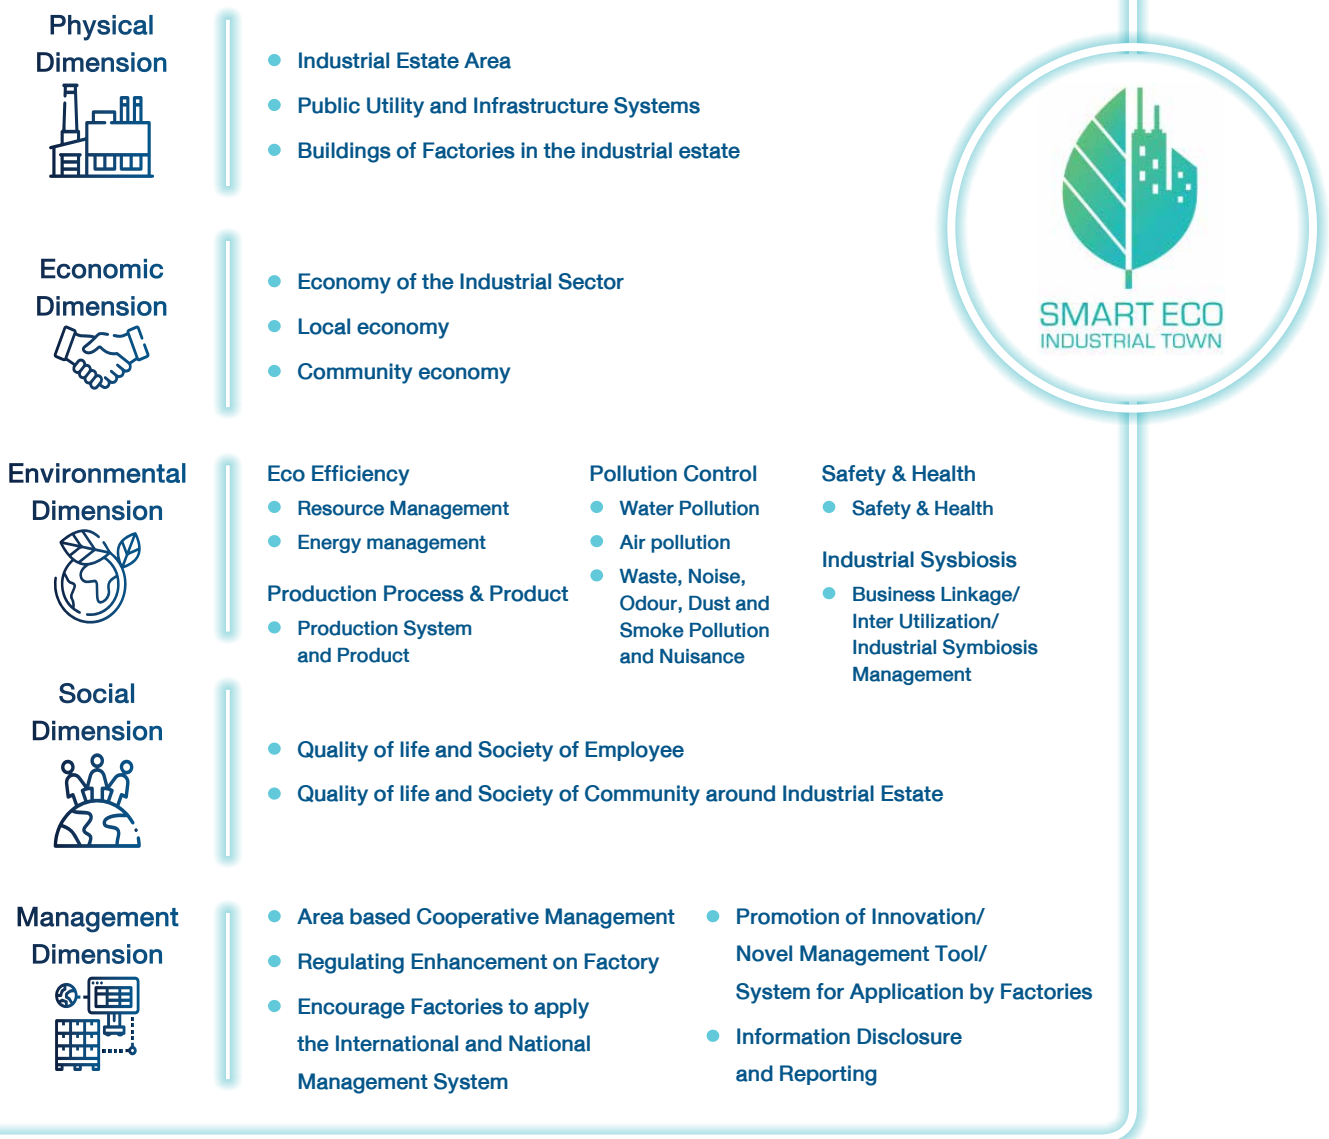 Physical
Dimension
Industrial Estate Area
Public Utility and Infrastructure Systems
Buildings of Factories in the industrial estate
SMART ECO
INDUSTRIAL TOWN
Economic
Dimension
Economy of the Industrial Sector
Local economy
Community economy
Environmental
Dimension
Eco Efficiency
Resource Management
Energy management
Production Process & Product
Production System
and Product
Pollution Control
Water Pollution
Air pollution
Waste, Noise,
Odour, Dust and
Smoke Pollution
and Nuisance
Safety & Health
Safety & Health
Industrial Sysbiosis
Business Linkage/
Inter Utilization/
Industrial Symbiosis
Management
Social
Dimension
Quality of life and Society of Employee
Quality of life and Society of Community around Industrial Estate
Management
Dimension
Area based Cooperative Management
Regulating Enhancement on Factory
Encourage Factories to apply
the International and National
Management System
Promotion of Innovation/
Novel Management Tool/
System for Application by Factories
Information Disclosure
and Reporting